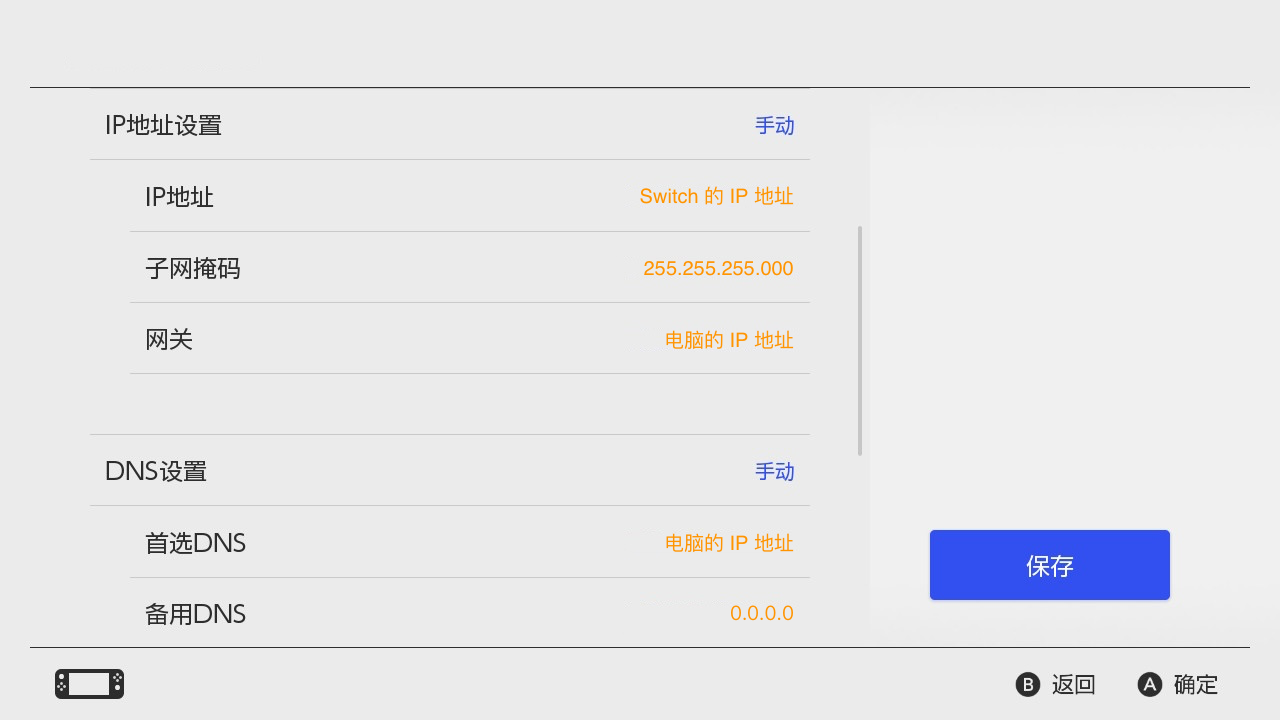 IP地址设置 手动
IP地址 Switch 的 IP 地址
子网掩码 255.255.255.000
网关 电脑的 IP 地址
DNS设置 手动
首选DNS 电脑的 IP 地址
备用DNS 0.0.0.0
保存
B 返回 A 确定